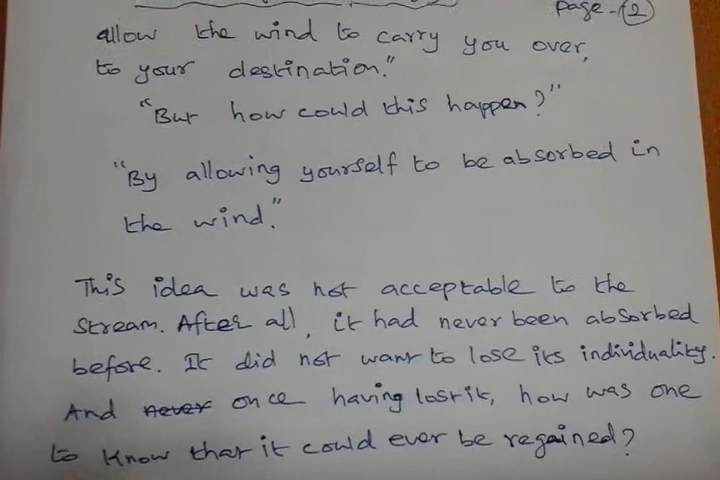 page-(2)
allow the wind to carry you over,
to your destination."
"But how could this happen?"
"By allowing yourself to be absorbed in
the wind."
This idea was not acceptable to the
stream. After all, it had never been absorbed
before. It did not want to lose its individuality.
And never once having lost it, how was one
to know that it could ever be regained?